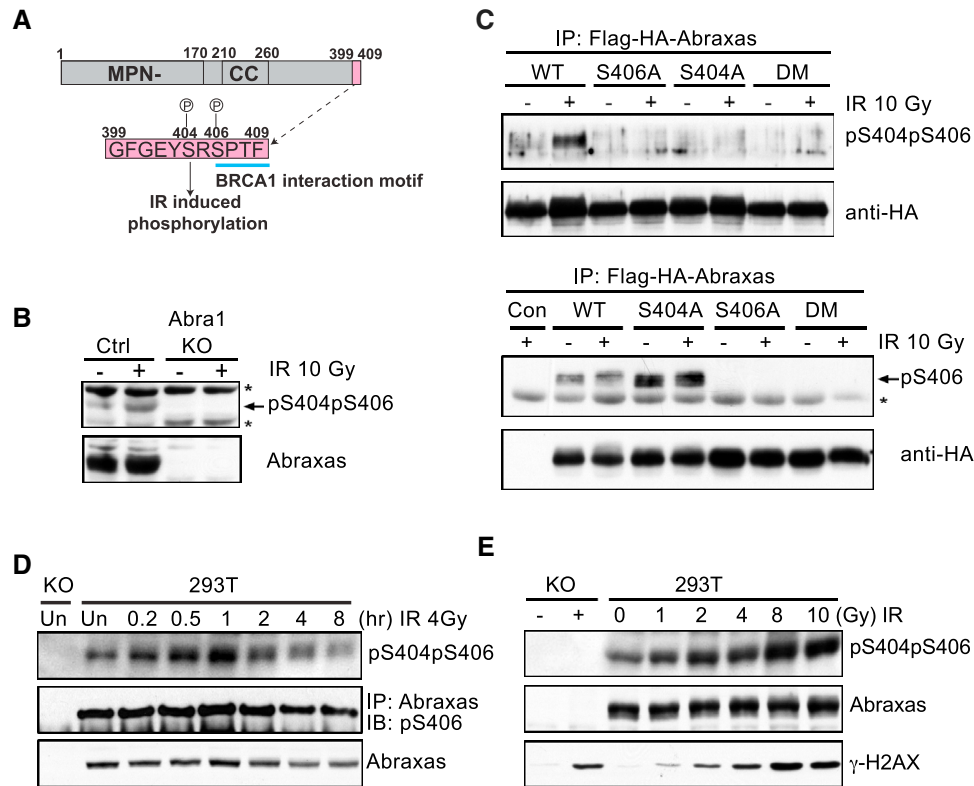 A
1 170 210 260 399 409
MPN- CC
P P
399 404 406 409
GFGEYSRSPTF
BRCA1 interaction motif
IR induced
phosphorylation
B
Abra1
Ctrl KO
- + - + IR 10 Gy
*
pS404pS406
*
Abraxas
C
IP: Flag-HA-Abraxas
WT S406A S404A DM
- + - + - + - + IR 10 Gy
pS404pS406
anti-HA
IP: Flag-HA-Abraxas
Con WT S404A S406A DM
+ - + - + - + - + IR 10 Gy
pS406
*
anti-HA
D
KO 293T
Un Un 0.2 0.5 1 2 4 8 (hr) IR 4Gy
pS404pS406
IP: Abraxas
IB: pS406
Abraxas
E
KO 293T
- + 0 1 2 4 8 10 (Gy) IR
pS404pS406
Abraxas
γ-H2AX